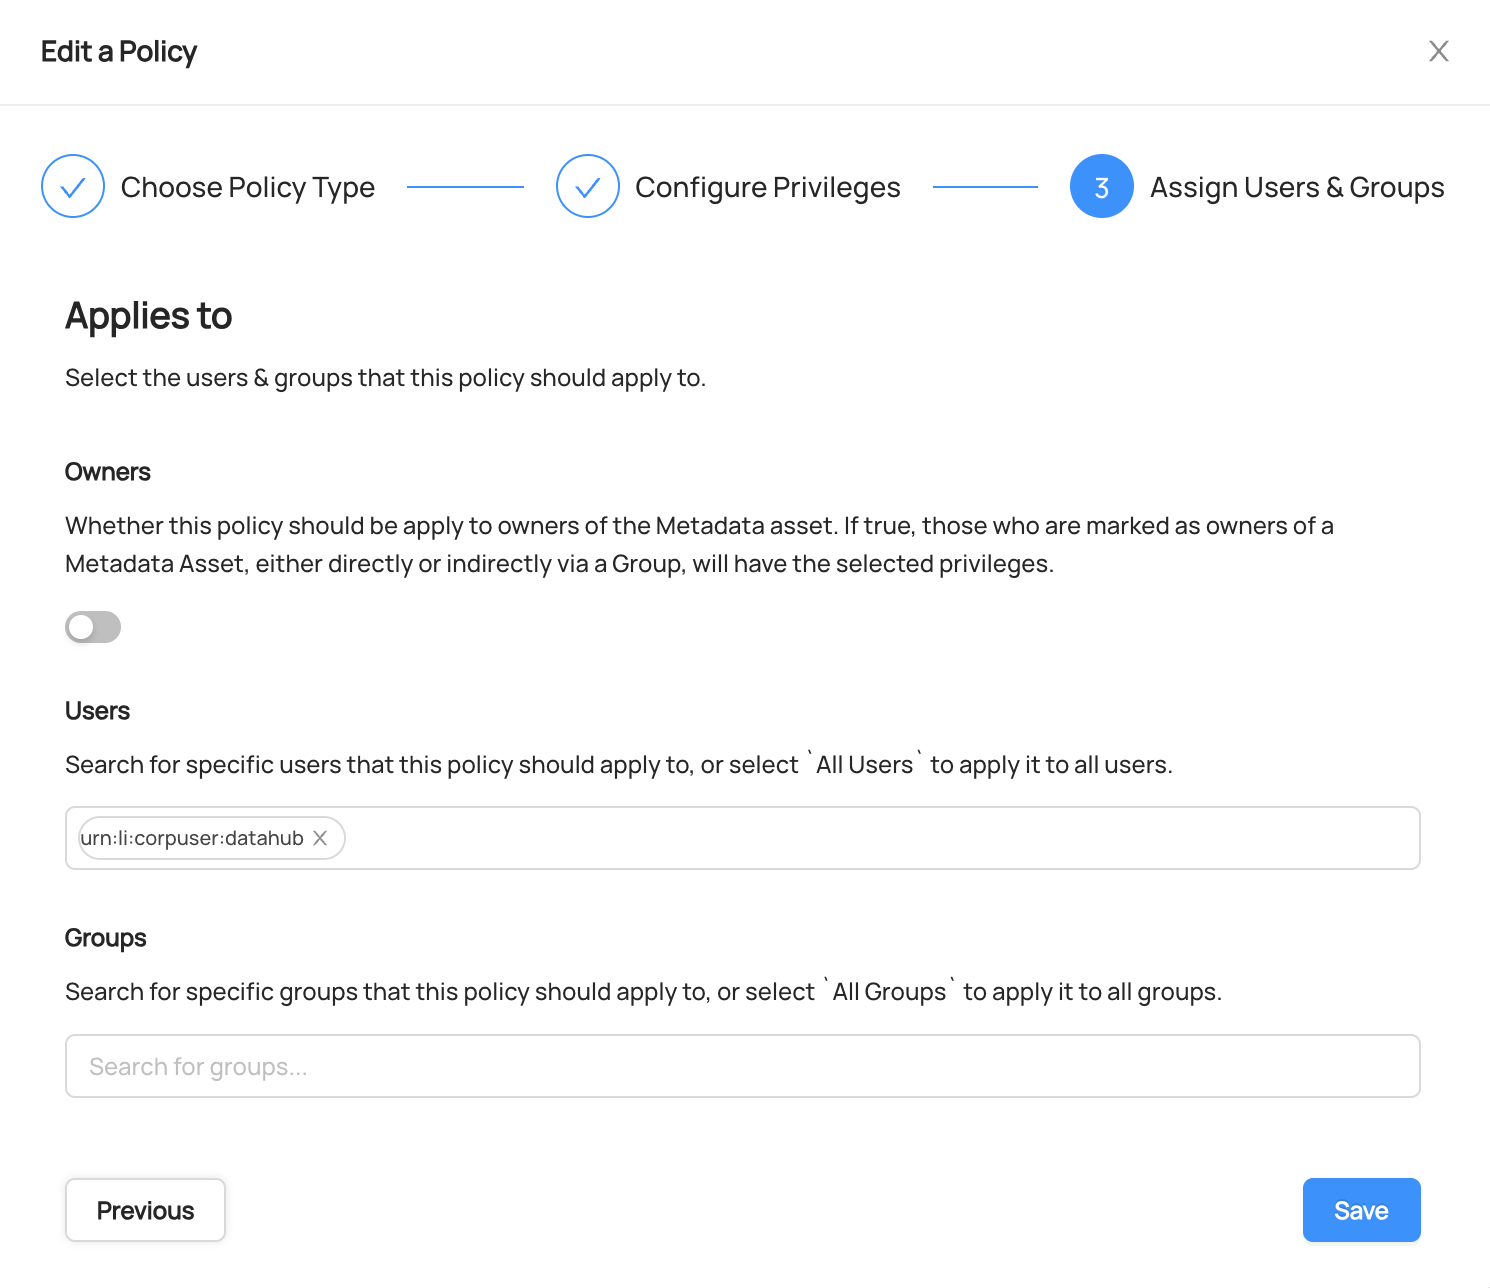 Edit a Policy
Choose Policy Type
Configure Privileges
3 Assign Users & Groups
Applies to
Select the users & groups that this policy should apply to.
Owners
Whether this policy should be apply to owners of the Metadata asset. If true, those who are marked as owners of a
Metadata Asset, either directly or indirectly via a Group, will have the selected privileges.
Users
Search for specific users that this policy should apply to, or select `All Users` to apply it to all users.
urn:li:corpuser:datahub
Groups
Search for specific groups that this policy should apply to, or select `All Groups` to apply it to all groups.
Search for groups...
Previous
Save